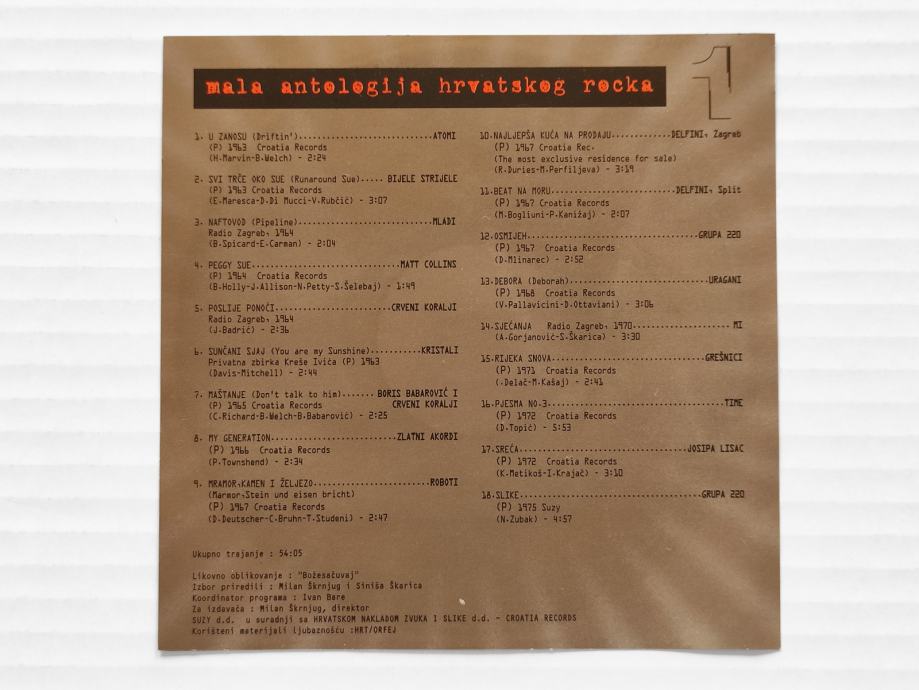 mala antologija hrvatskog rocka
1
1. U ZANOSU (Driftin')..............................ATOMI
(P) 1963 Croatia Records
(H.Marvin-B.Welch) - 2:24
2. SVI TRČE OKO SUE (Runaround Sue)..... BIJELE STRIJELE
(P) 1963 Croatia Records
(E.Maresca-D.Di Mucci-V.Rubčić) - 3:07
3. NAFTOVOD (Pipeline)..............................MLADI
Radio Zagreb, 1964
(B.Spicard-E.Carman) - 2:04
4. PEGGY SUE.................................MATT COLLINS
(P) 1964 Croatia Records
(B.Holly-J.Allison-N.Petty-S.Šelebaj) - 1:49
5. POSLIJE PONOĆI..........................CRVENI KORALJI
Radio Zagreb, 1964
(J.Badrić) - 2:36
6. SUNČANI SJAJ (You are my Sunshine)..........KRISTALI
Privatna zbirka Kreše Ivića (P) 1963
(Davis-Mitchell) - 2:44
7. MAŠTANJE (Don't talk to him)....... BORIS BABAROVIĆ I
(P) 1965 Croatia Records CRVENI KORALJI
(C.Richard-B.Welch-B.Babarović) - 2:25
8. MY GENERATION............................ZLATNI AKORDI
(P) 1966 Croatia Records
(P.Townshend) - 2:34
9. MRAMOR,KAMEN I ŽELJEZO..........................ROBOTI
(Marmor,Stein und eisen bricht)
(P) 1967 Croatia Records
(D.Deutscher-C.Bruhn-T.Studeni) - 2:47
10.NAJLJEPŠA KUĆA NA PRODAJU.............DELFINI, Zagreb
(P) 1967 Croatia Rec.
(The most exclusive residence for sale)
(R.Duries-M.Perfiljeva) - 3:19
11.BEAT NA MORU............................DELFINI, Split
(P) 1967 Croatia Records
(M.Bogliuni-P.Kanižaj) - 2:07
12.OSMIJEH.....................................GRUPA 220
(P) 1967 Croatia Records
(D.Mlinarec) - 2:52
13.DEBORA (Deborah)..............................URAGANI
(P) 1968 Croatia Records
(V.Pallavicini-D.Ottaviani) - 3:06
14.SJEĆANJA Radio Zagreb, 1970......................MI
(A.Gorjanović-S.Škarica) - 3:30
15.RIJEKA SNOVA..................................GREŠNICI
(P) 1971 Croatia Records
(.Delač-M.Kašaj) - 2:41
16.PJESMA NO.3.......................................TIME
(P) 1972 Croatia Records
(D.Topić) - 5:53
17.SREĆA.....................................JOSIPA LISAC
(P) 1972 Croatia Records
(K.Metikoš-I.Krajač) - 3:10
18.SLIKE........................................GRUPA 220
(P) 1975 Suzy
(N.Zubak) - 4:57
Ukupno trajanje : 54:05
Likovno oblikovanje : "Božesačuvaj"
Izbor priredili : Milan Škrnjug i Siniša Škarica
Koordinator programa : Ivan Bare
Za izdavača : Milan Škrnjug, direktor
SUZY d.d. u suradnji sa HRVATSKOM NAKLADOM ZVUKA I SLIKE d.d. - CROATIA RECORDS
Korišteni materijali ljubaznošću :HRT/ORFEJ